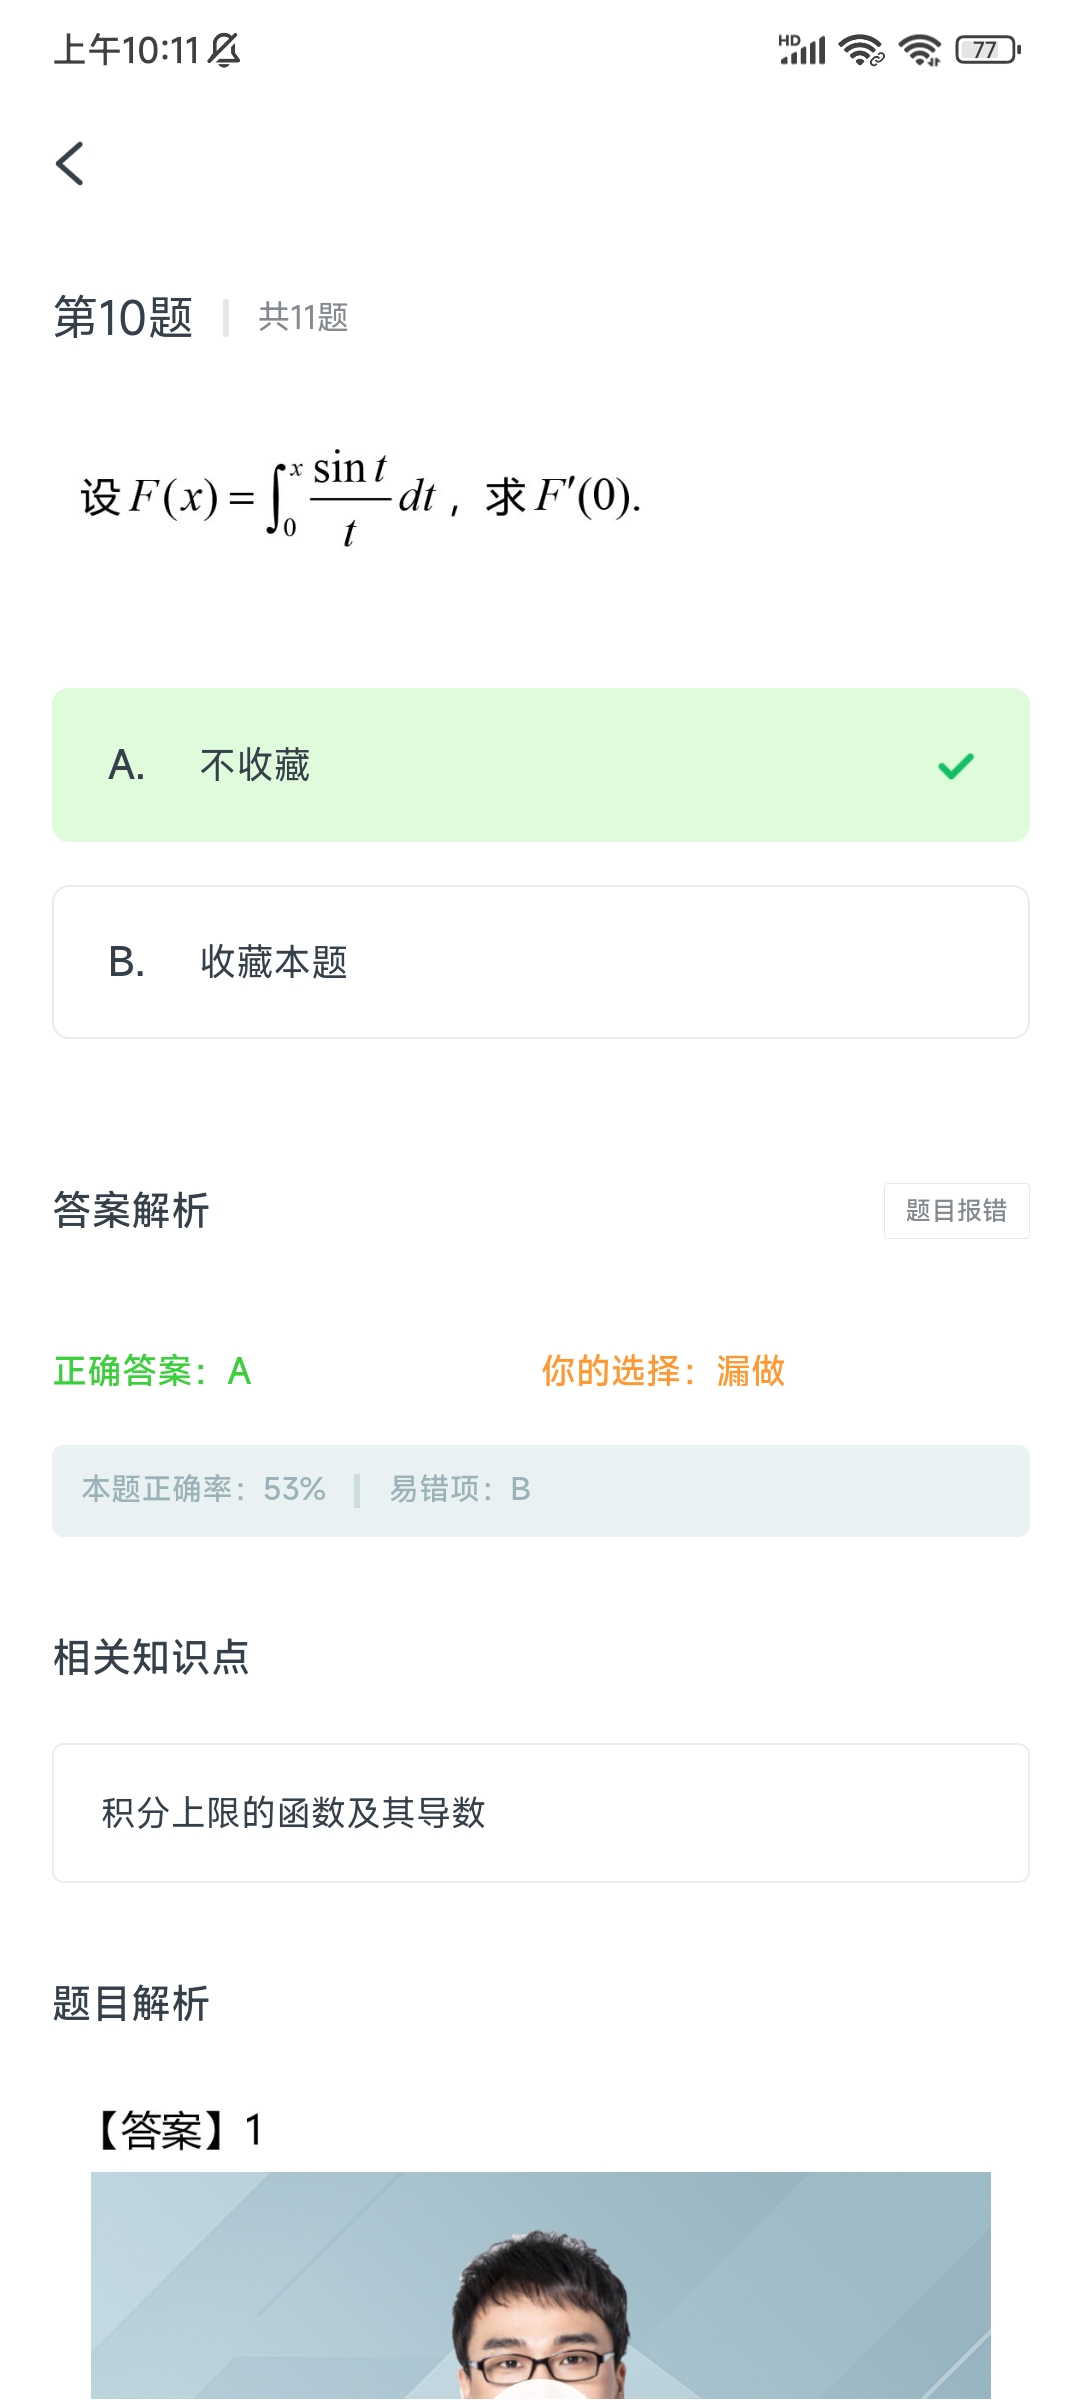 上午10:11
HD
77
第10题 共11题
设F(x)=∫₀ˣ sin t/t dt，求F′(0).
A. 不收藏
B. 收藏本题
答案解析
题目报错
正确答案：A 你的选择：漏做
本题正确率：53% 易错项：B
相关知识点
积分上限的函数及其导数
题目解析
【答案】1